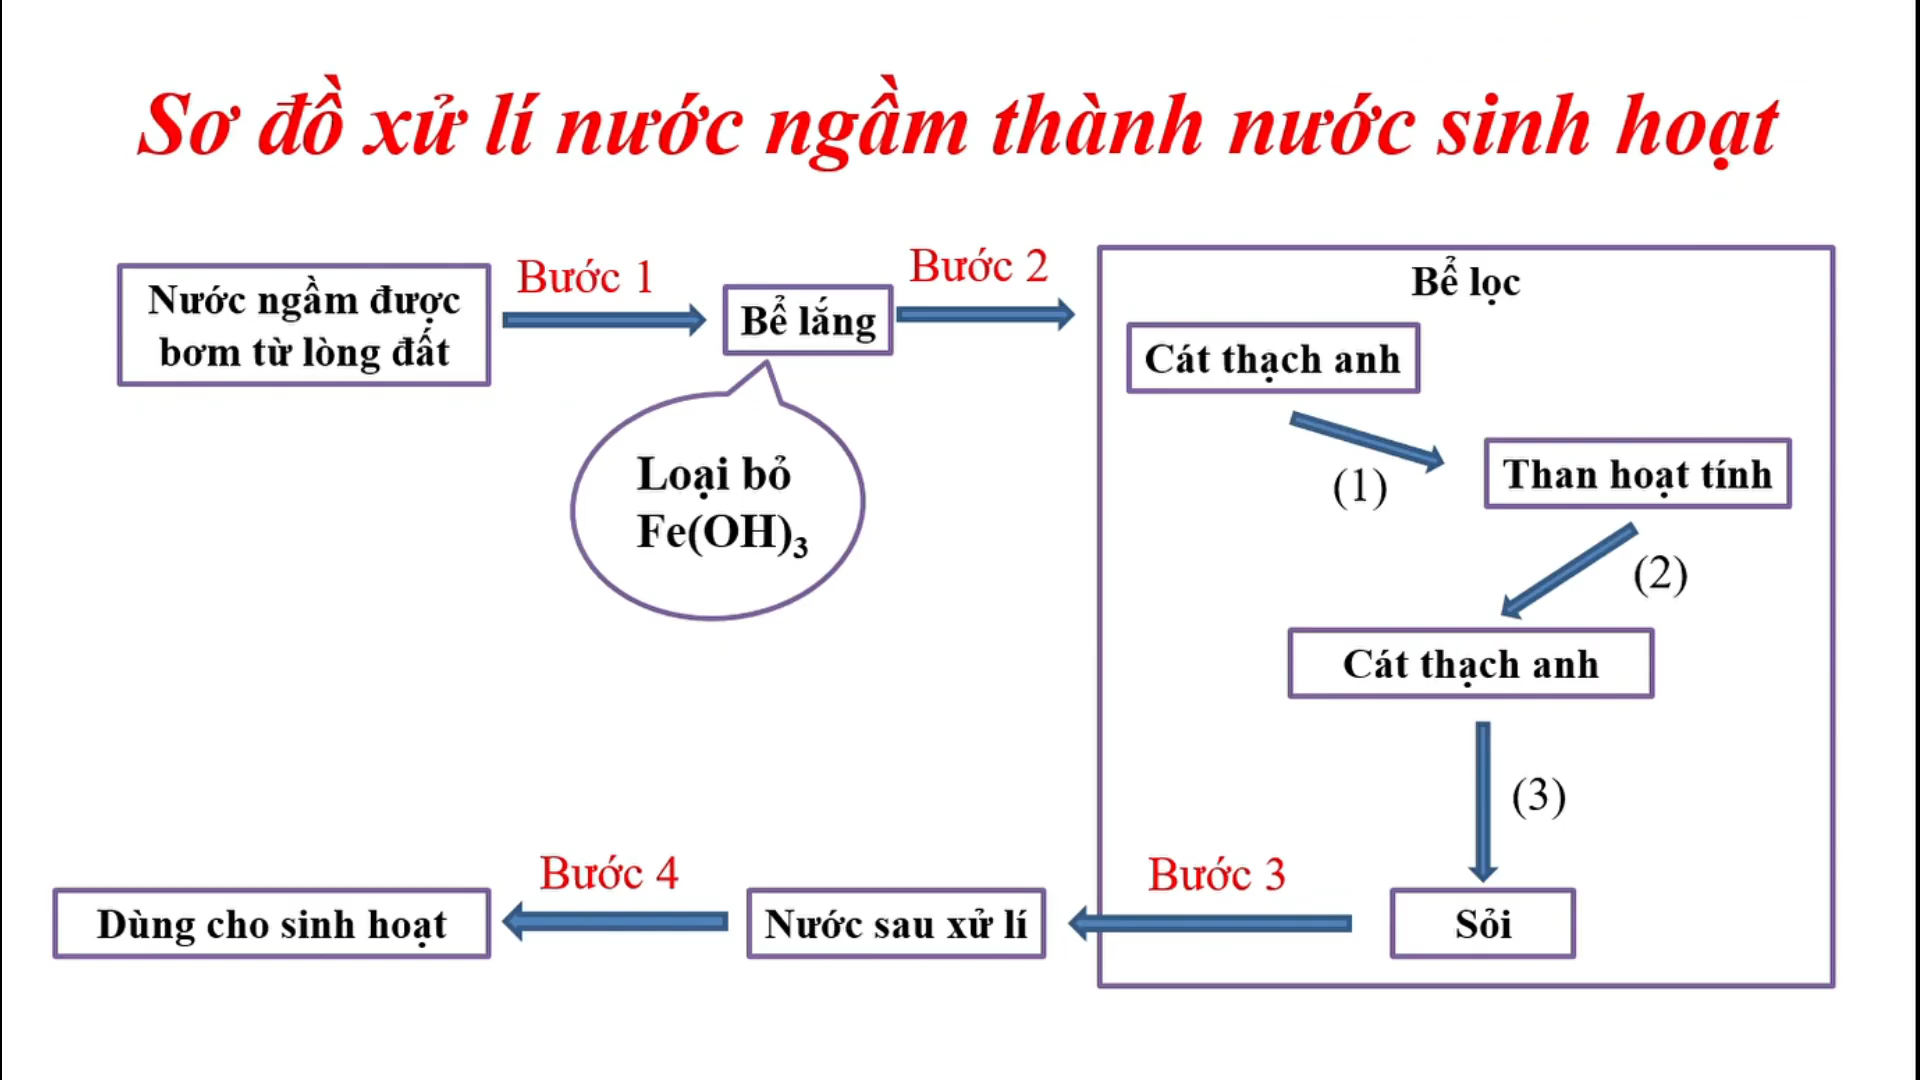 Sơ đồ xử lí nước ngầm thành nước sinh hoạt
Nước ngầm được
bơm từ lòng đất
Bước 1
Bể lắng
Loại bỏ
Fe(OH)₃
Bước 2
Bể lọc
Cát thạch anh
(1)
Than hoạt tính
(2)
Cát thạch anh
(3)
Sỏi
Bước 3
Nước sau xử lí
Bước 4
Dùng cho sinh hoạt